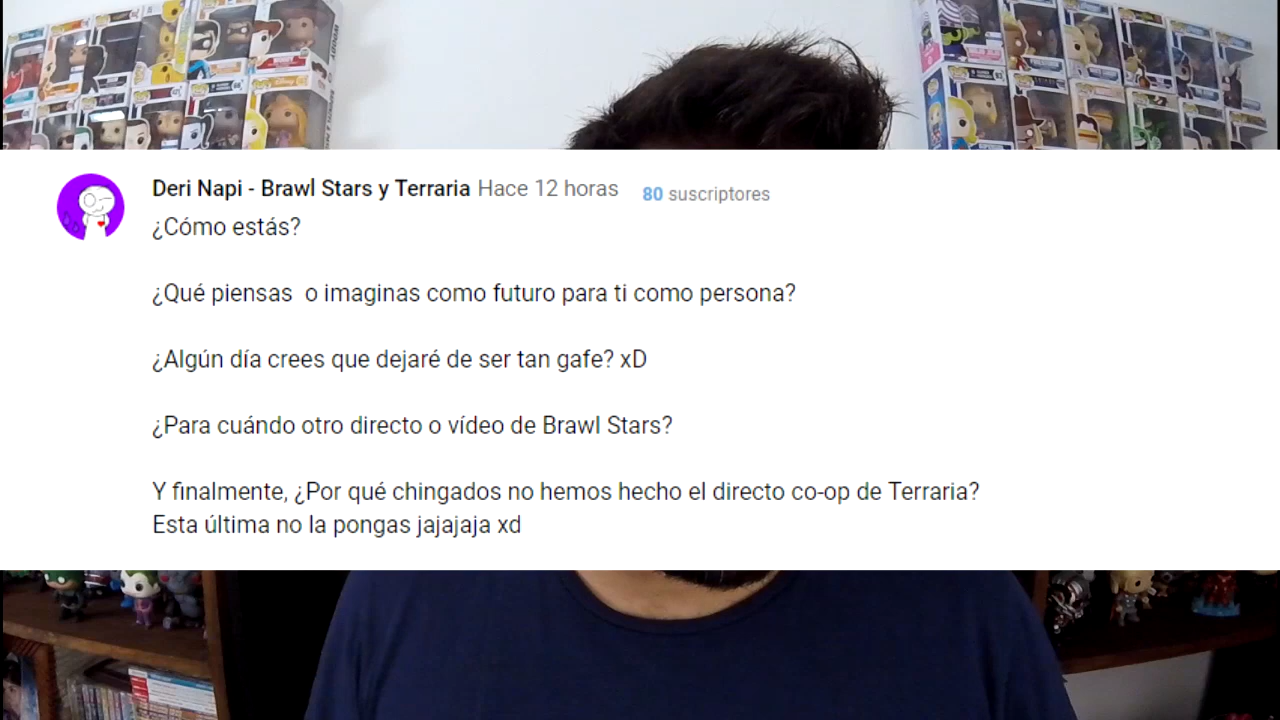 Deri Napi - Brawl Stars y Terraria Hace 12 horas 80 suscriptores
¿Cómo estás?
¿Qué piensas  o imaginas como futuro para ti como persona?
¿Algún día crees que dejaré de ser tan gafe? xD
¿Para cuándo otro directo o vídeo de Brawl Stars?
Y finalmente, ¿Por qué chingados no hemos hecho el directo co-op de Terraria?
Esta última no la pongas jajajaja xd